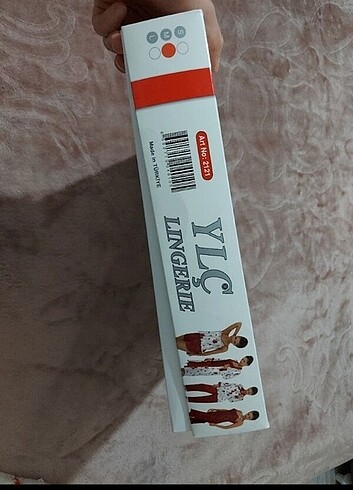 S M L
Art No: 2121
Made in TÜRKİYE
YLÇ
LINGERIE